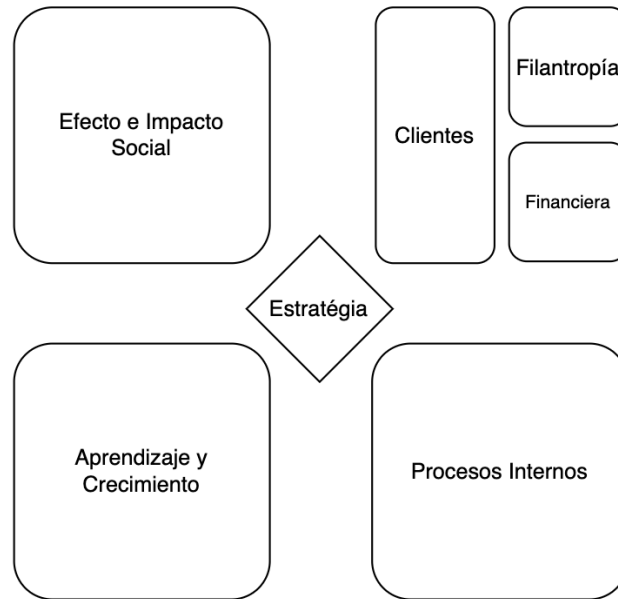 Efecto e Impacto
Social
Clientes
Filantropía
Financiera
Estratégia
Aprendizaje y
Crecimiento
Procesos Internos